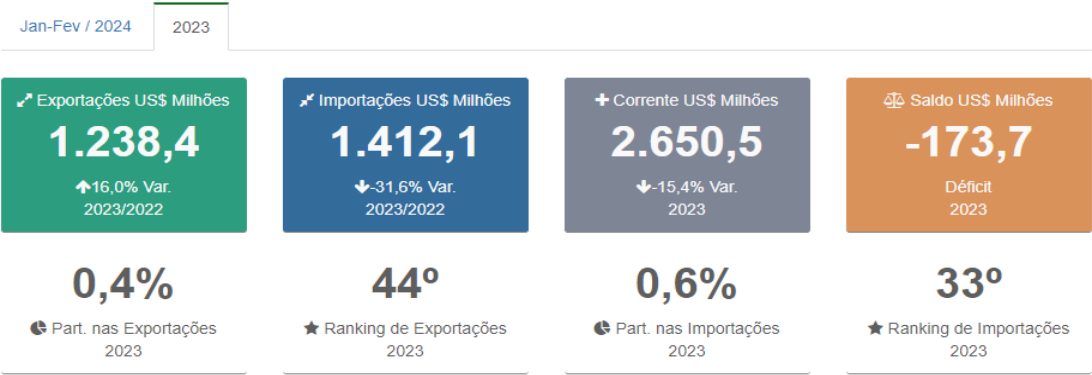 Jan-Fev / 2024
2023
Exportações US$ Milhões
1.238,4
16,0% Var.
2023/2022
Importações US$ Milhões
1.412,1
-31,6% Var.
2023/2022
Corrente US$ Milhões
2.650,5
-15,4% Var.
2023
Saldo US$ Milhões
-173,7
Déficit
2023
0,4%
Part. nas Exportações
2023
44º
Ranking de Exportações
2023
0,6%
Part. nas Importações
2023
33º
Ranking de Importações
2023